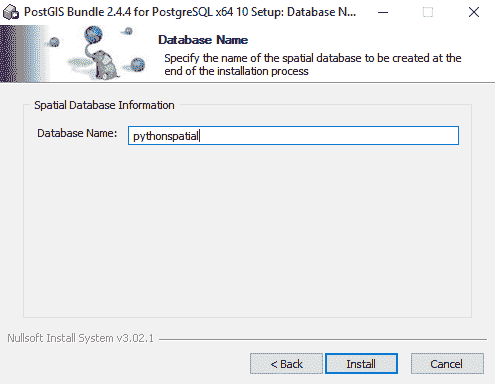 PostGIS Bundle 2.4.4 for PostgreSQL x64 10 Setup: Database N...
Database Name
Specify the name of the spatial database to be created at the
end of the installation process
Spatial Database Information
Database Name: pythonspatial
Nullsoft Install System v3.02.1
< Back Install Cancel